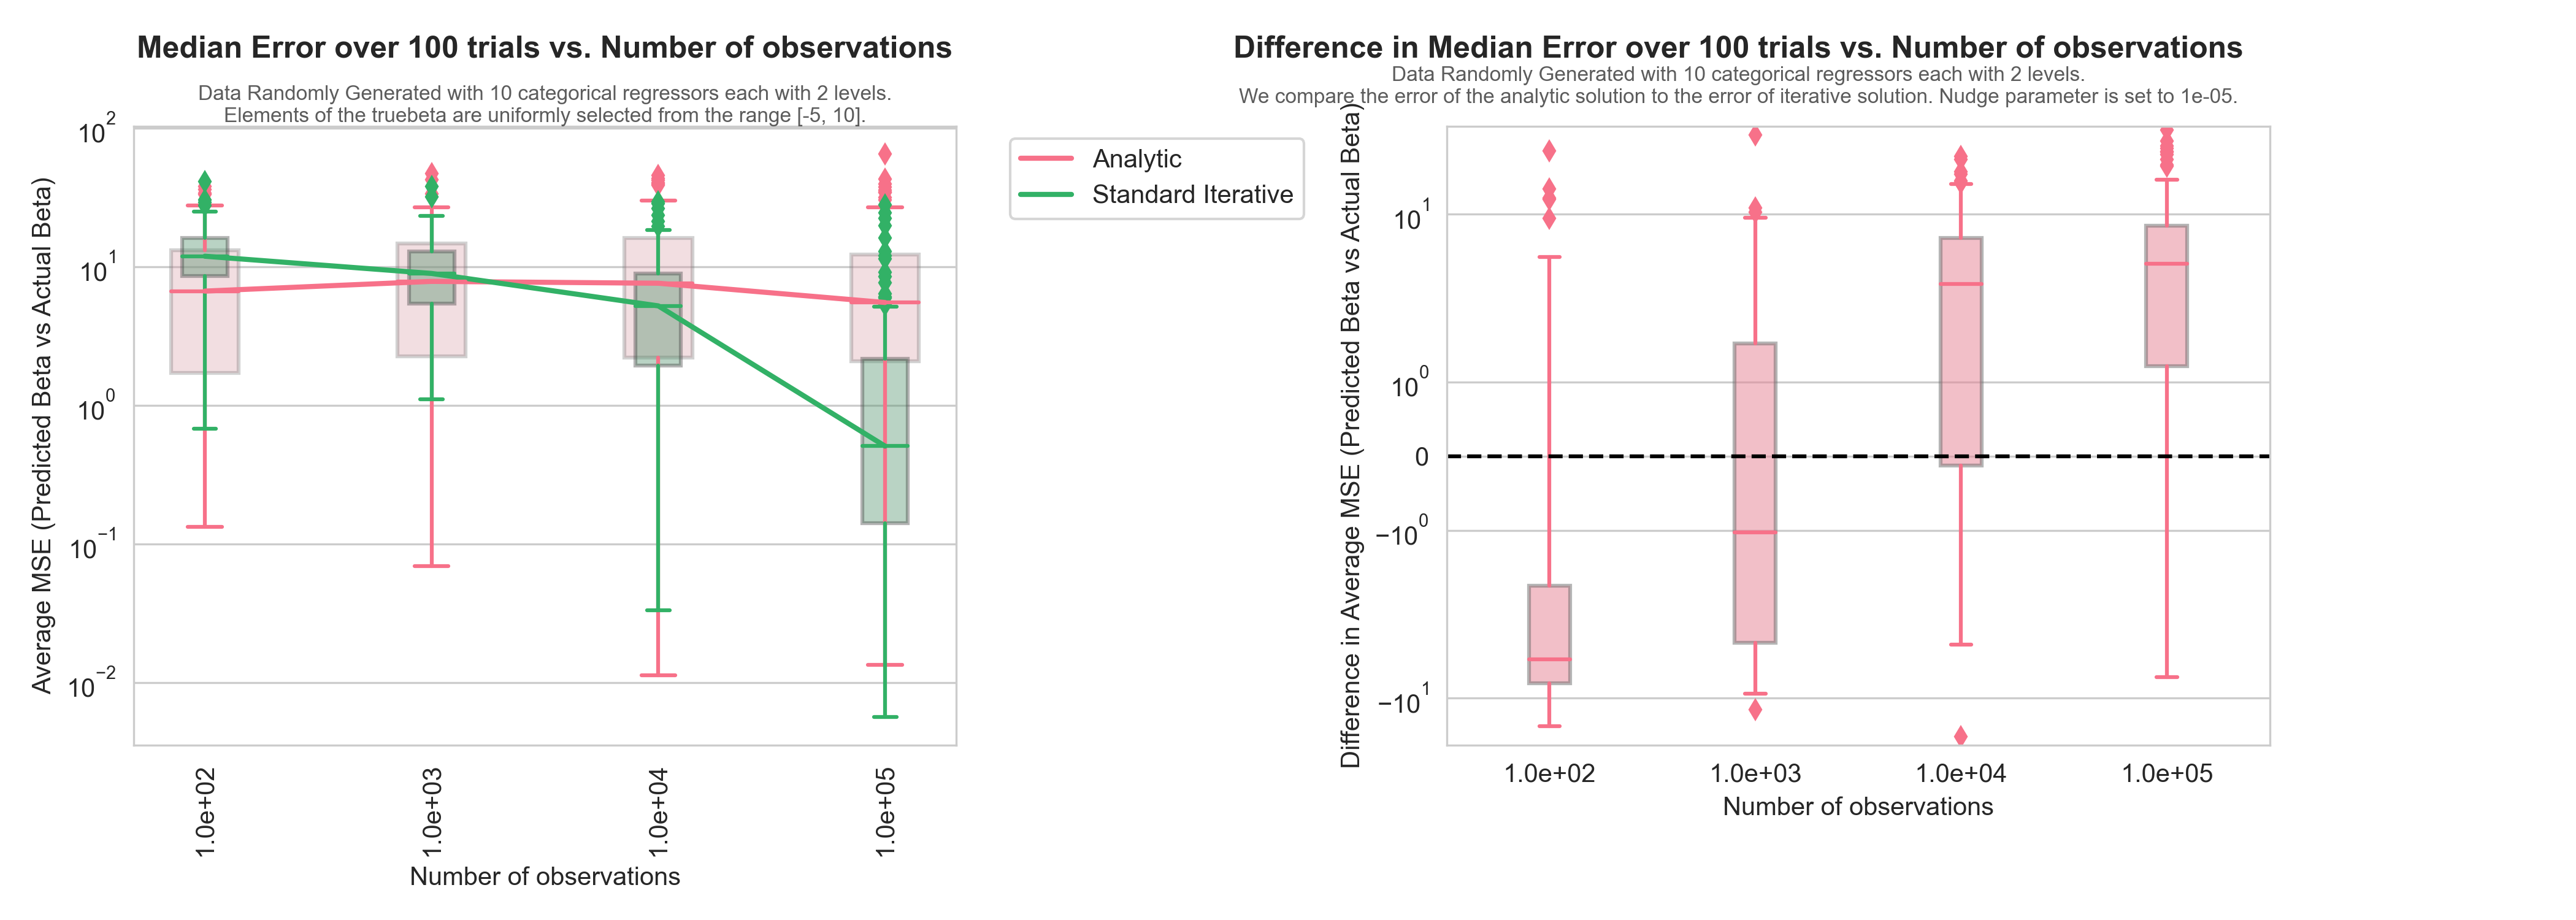 Median Error over 100 trials vs. Number of observations
Data Randomly Generated with 10 categorical regressors each with 2 levels.
Elements of the truebeta are uniformly selected from the range [-5, 10].
Average MSE (Predicted Beta vs Actual Beta)
10^2
10^1
10^0
10^−1
10^−2
1.0e+02
1.0e+03
1.0e+04
1.0e+05
Number of observations
Analytic
Standard Iterative
Difference in Median Error over 100 trials vs. Number of observations
Data Randomly Generated with 10 categorical regressors each with 2 levels.
We compare the error of the analytic solution to the error of iterative solution. Nudge parameter is set to 1e-05.
Difference in Average MSE (Predicted Beta vs Actual Beta)
10^1
10^0
0
−10^0
−10^1
1.0e+02
1.0e+03
1.0e+04
1.0e+05
Number of observations